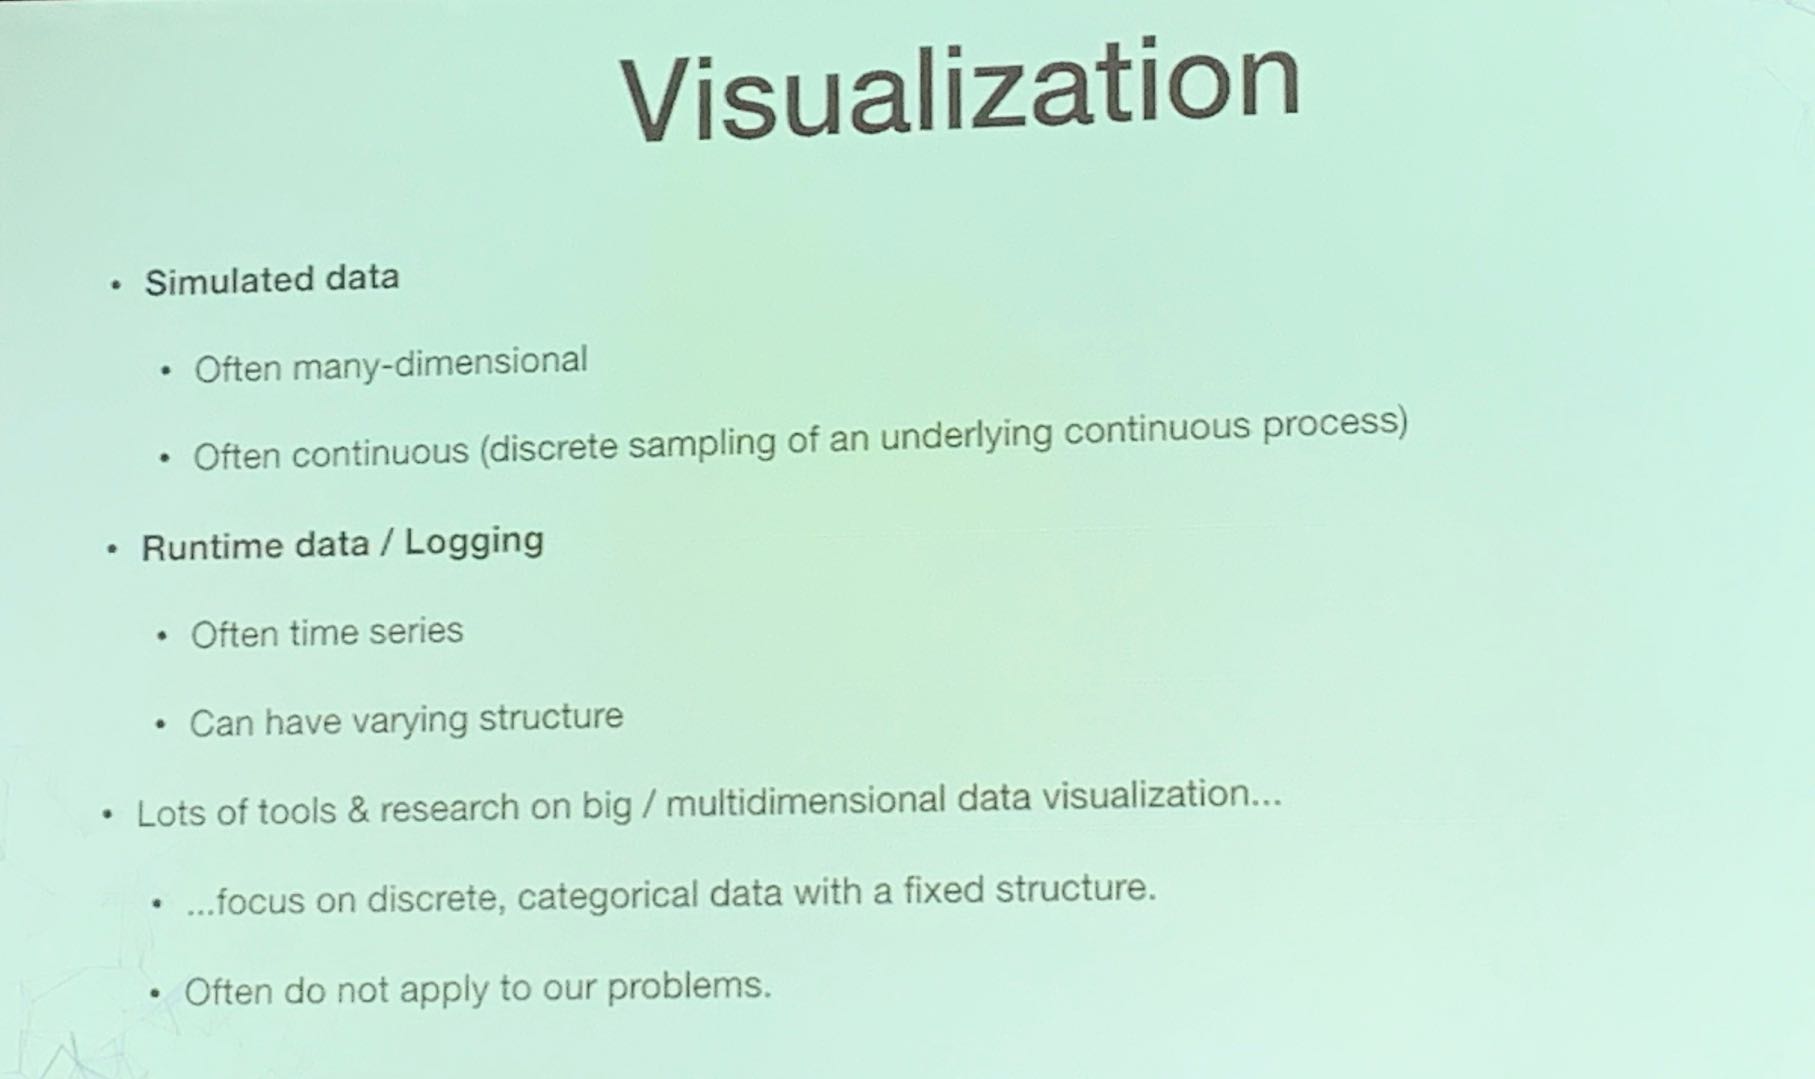 Visualization
• Simulated data
• Often many-dimensional
• Often continuous (discrete sampling of an underlying continuous process)
• Runtime data / Logging
• Often time series
• Can have varying structure
• Lots of tools & research on big / multidimensional data visualization...
• ...focus on discrete, categorical data with a fixed structure.
• Often do not apply to our problems.